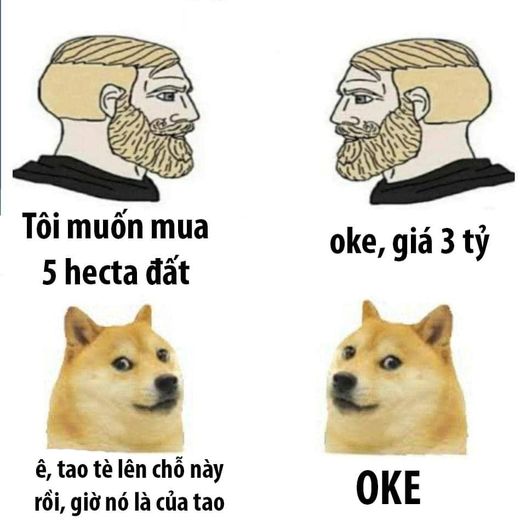 Tôi muốn mua
5 hecta đất
oke, giá 3 tỷ
ê, tao tè lên chỗ này
rồi, giờ nó là của tao
OKE